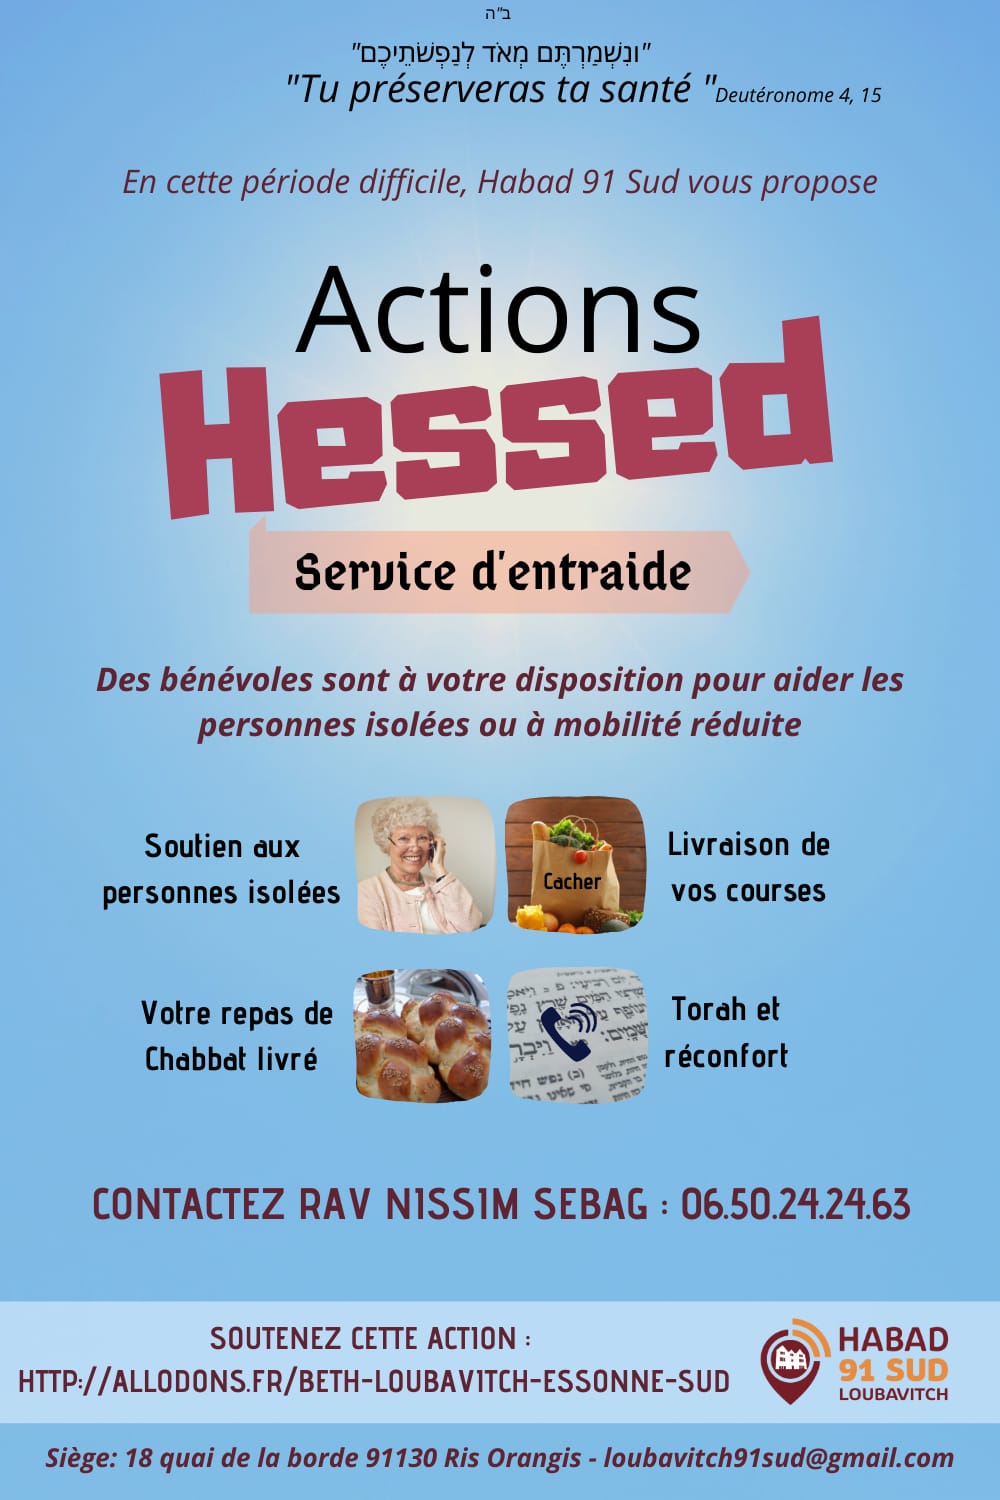 ב"ה
"ונִשְׁמַרְתֶּם מְאֹד לְנַפְשֹׁתֵיכֶם"
"Tu préserveras ta santé "Deutéronome 4, 15
En cette période difficile, Habad 91 Sud vous propose
Actions
Hessed
Service d'entraide
Des bénévoles sont à votre disposition pour aider les
personnes isolées ou à mobilité réduite
Soutien aux
personnes isolées
Cacher
Livraison de
vos courses
Votre repas de
Chabbat livré
Torah et
réconfort
CONTACTEZ RAV NISSIM SEBAG : 06.50.24.24.63
SOUTENEZ CETTE ACTION :
HTTP://ALLODONS.FR/BETH-LOUBAVITCH-ESSONNE-SUD
HABAD
91 SUD
LOUBAVITCH
Siège: 18 quai de la borde 91130 Ris Orangis - loubavitch91sud@gmail.com